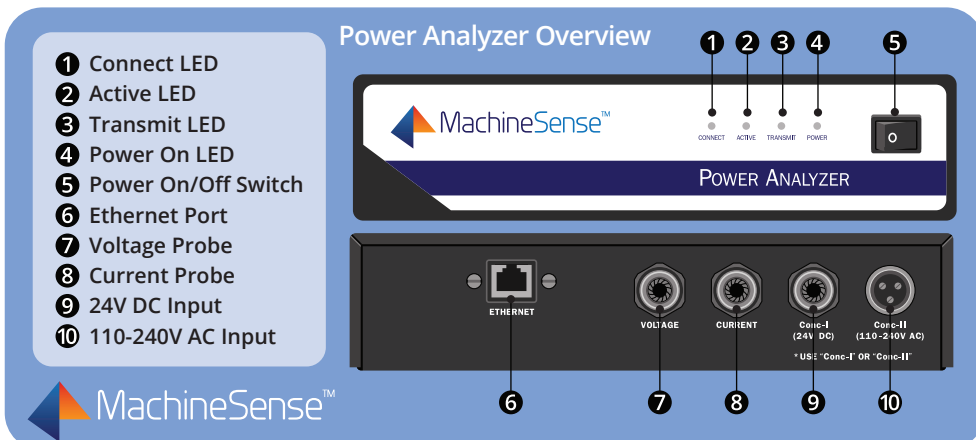 Power Analyzer Overview
1 Connect LED
2 Active LED
3 Transmit LED
4 Power On LED
5 Power On/Off Switch
6 Ethernet Port
7 Voltage Probe
8 Current Probe
9 24V DC Input
10 110-240V AC Input
MachineSense™
1 2 3 4 5
MachineSense™
CONNECT ACTIVE TRANSMIT POWER
O
POWER ANALYZER
ETHERNET
VOLTAGE CURRENT Conc-I Conc-II
(24V DC) (110-240V AC)
* USE "Conc-I" OR "Conc-II"
6 7 8 9 10